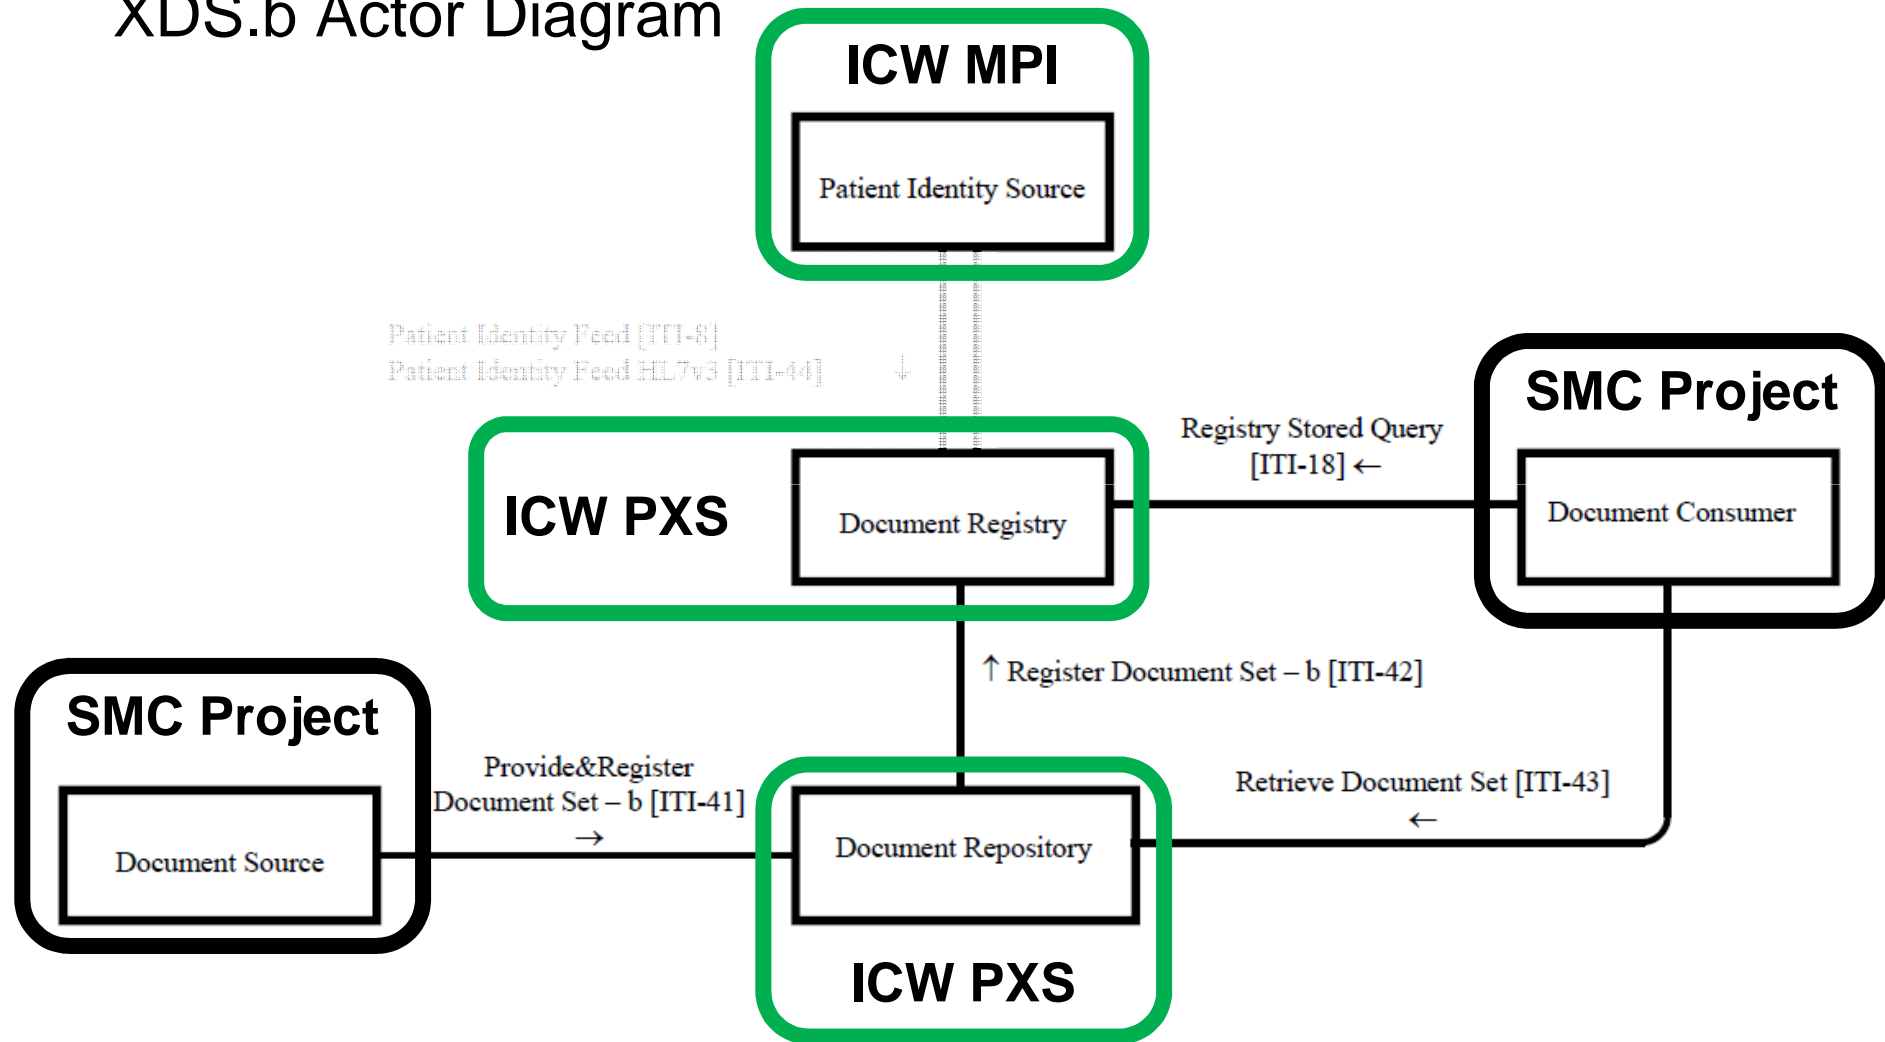 XDS.b Actor Diagram
ICW MPI
Patient Identity Source
Patient Identity Feed [ITI-8]
Patient Identity Feed HL7v3 [ITI-44]
↓
SMC Project
Registry Stored Query
[ITI-18] ←
ICW PXS
Document Registry
Document Consumer
↑ Register Document Set – b [ITI-42]
SMC Project
Provide&Register
Document Set – b [ITI-41]
→
Retrieve Document Set [ITI-43]
←
Document Source
Document Repository
ICW PXS